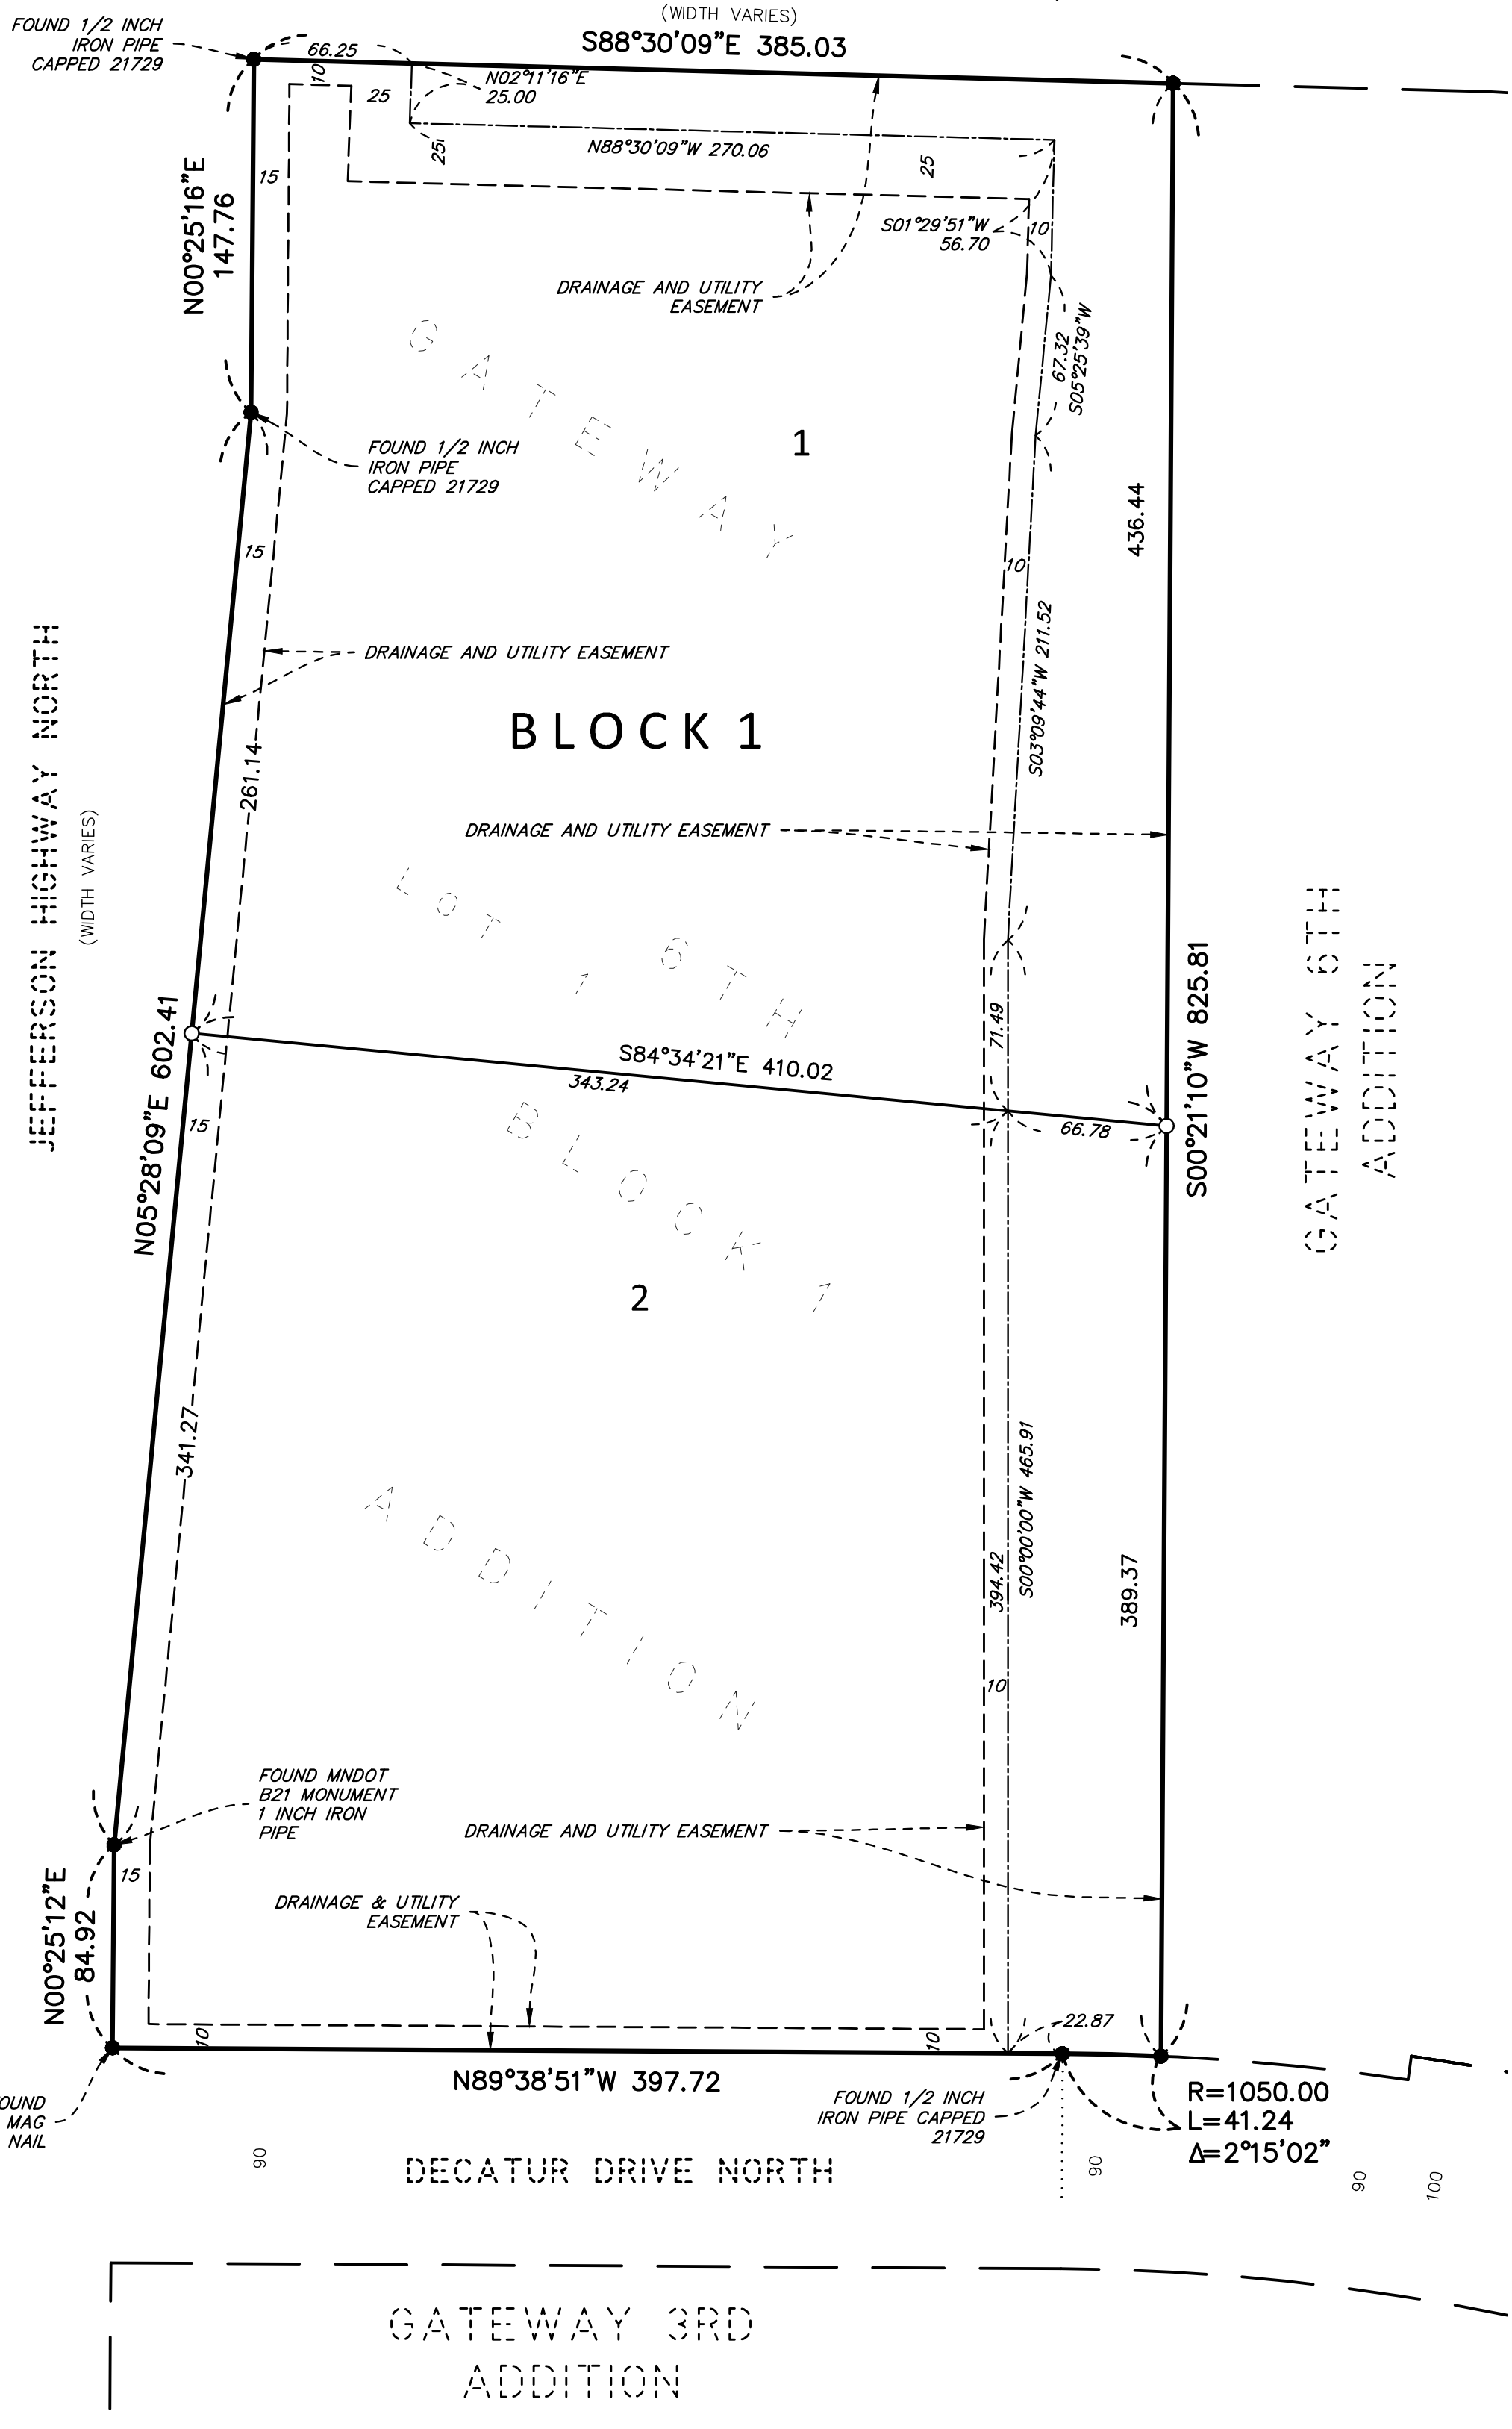 (WIDTH VARIES)
FOUND 1/2 INCH
IRON PIPE
CAPPED 21729
S88°30'09"E 385.03
66.25
10
25
N02°11'16"E
25.00
25
N88°30'09"W 270.06
25
15
N00°25'16"E
147.76
S01°29'51"W
56.70
10
DRAINAGE AND UTILITY
EASEMENT
67.32
S05°25'39"W
GATEWAY
1
FOUND 1/2 INCH
IRON PIPE
CAPPED 21729
436.44
15
10
S03°09'44"W 211.52
DRAINAGE AND UTILITY EASEMENT
JEFFERSON HIGHWAY NORTH
(WIDTH VARIES)
BLOCK 1
261.14
DRAINAGE AND UTILITY EASEMENT
LOT 1
6TH
GATEWAY 6TH
ADDITION
N05°28'09"E 602.41
71.49
S84°34'21"E 410.02
343.24
66.78
S00°21'10"W 825.81
15
BLOCK 1
2
341.27
394.42
S00°00'00"W 465.91
389.37
ADDITION
10
FOUND MNDOT
B21 MONUMENT
1 INCH IRON
PIPE
DRAINAGE AND UTILITY EASEMENT
15
N00°25'12"E
84.92
DRAINAGE & UTILITY
EASEMENT
10
10
22.87
N89°38'51"W 397.72
OUND
MAG
NAIL
FOUND 1/2 INCH
IRON PIPE CAPPED
21729
R=1050.00
L=41.24
Δ=2°15'02"
90
DECATUR DRIVE NORTH
90
90
100
GATEWAY 3RD
ADDITION